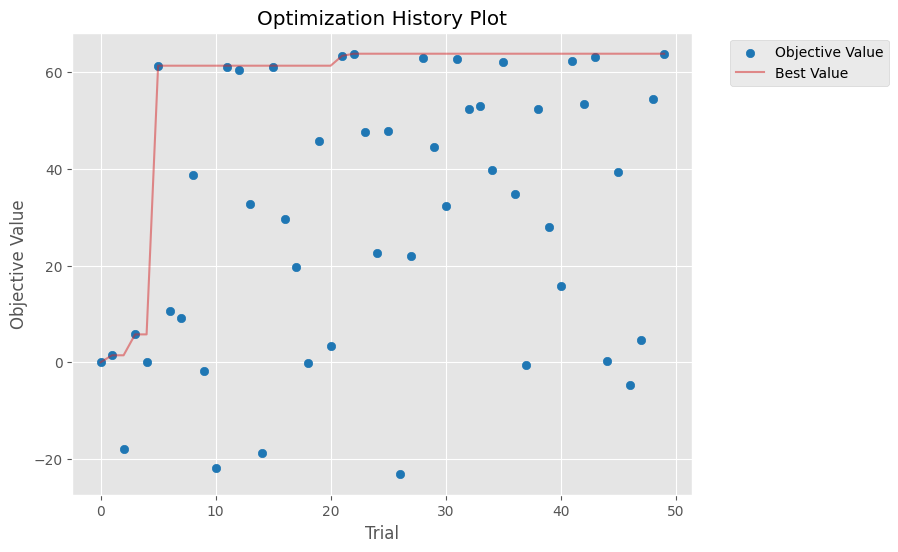 Optimization History Plot
Objective Value
Best Value
Objective Value
60
40
20
0
−20
0 10 20 30 40 50
Trial